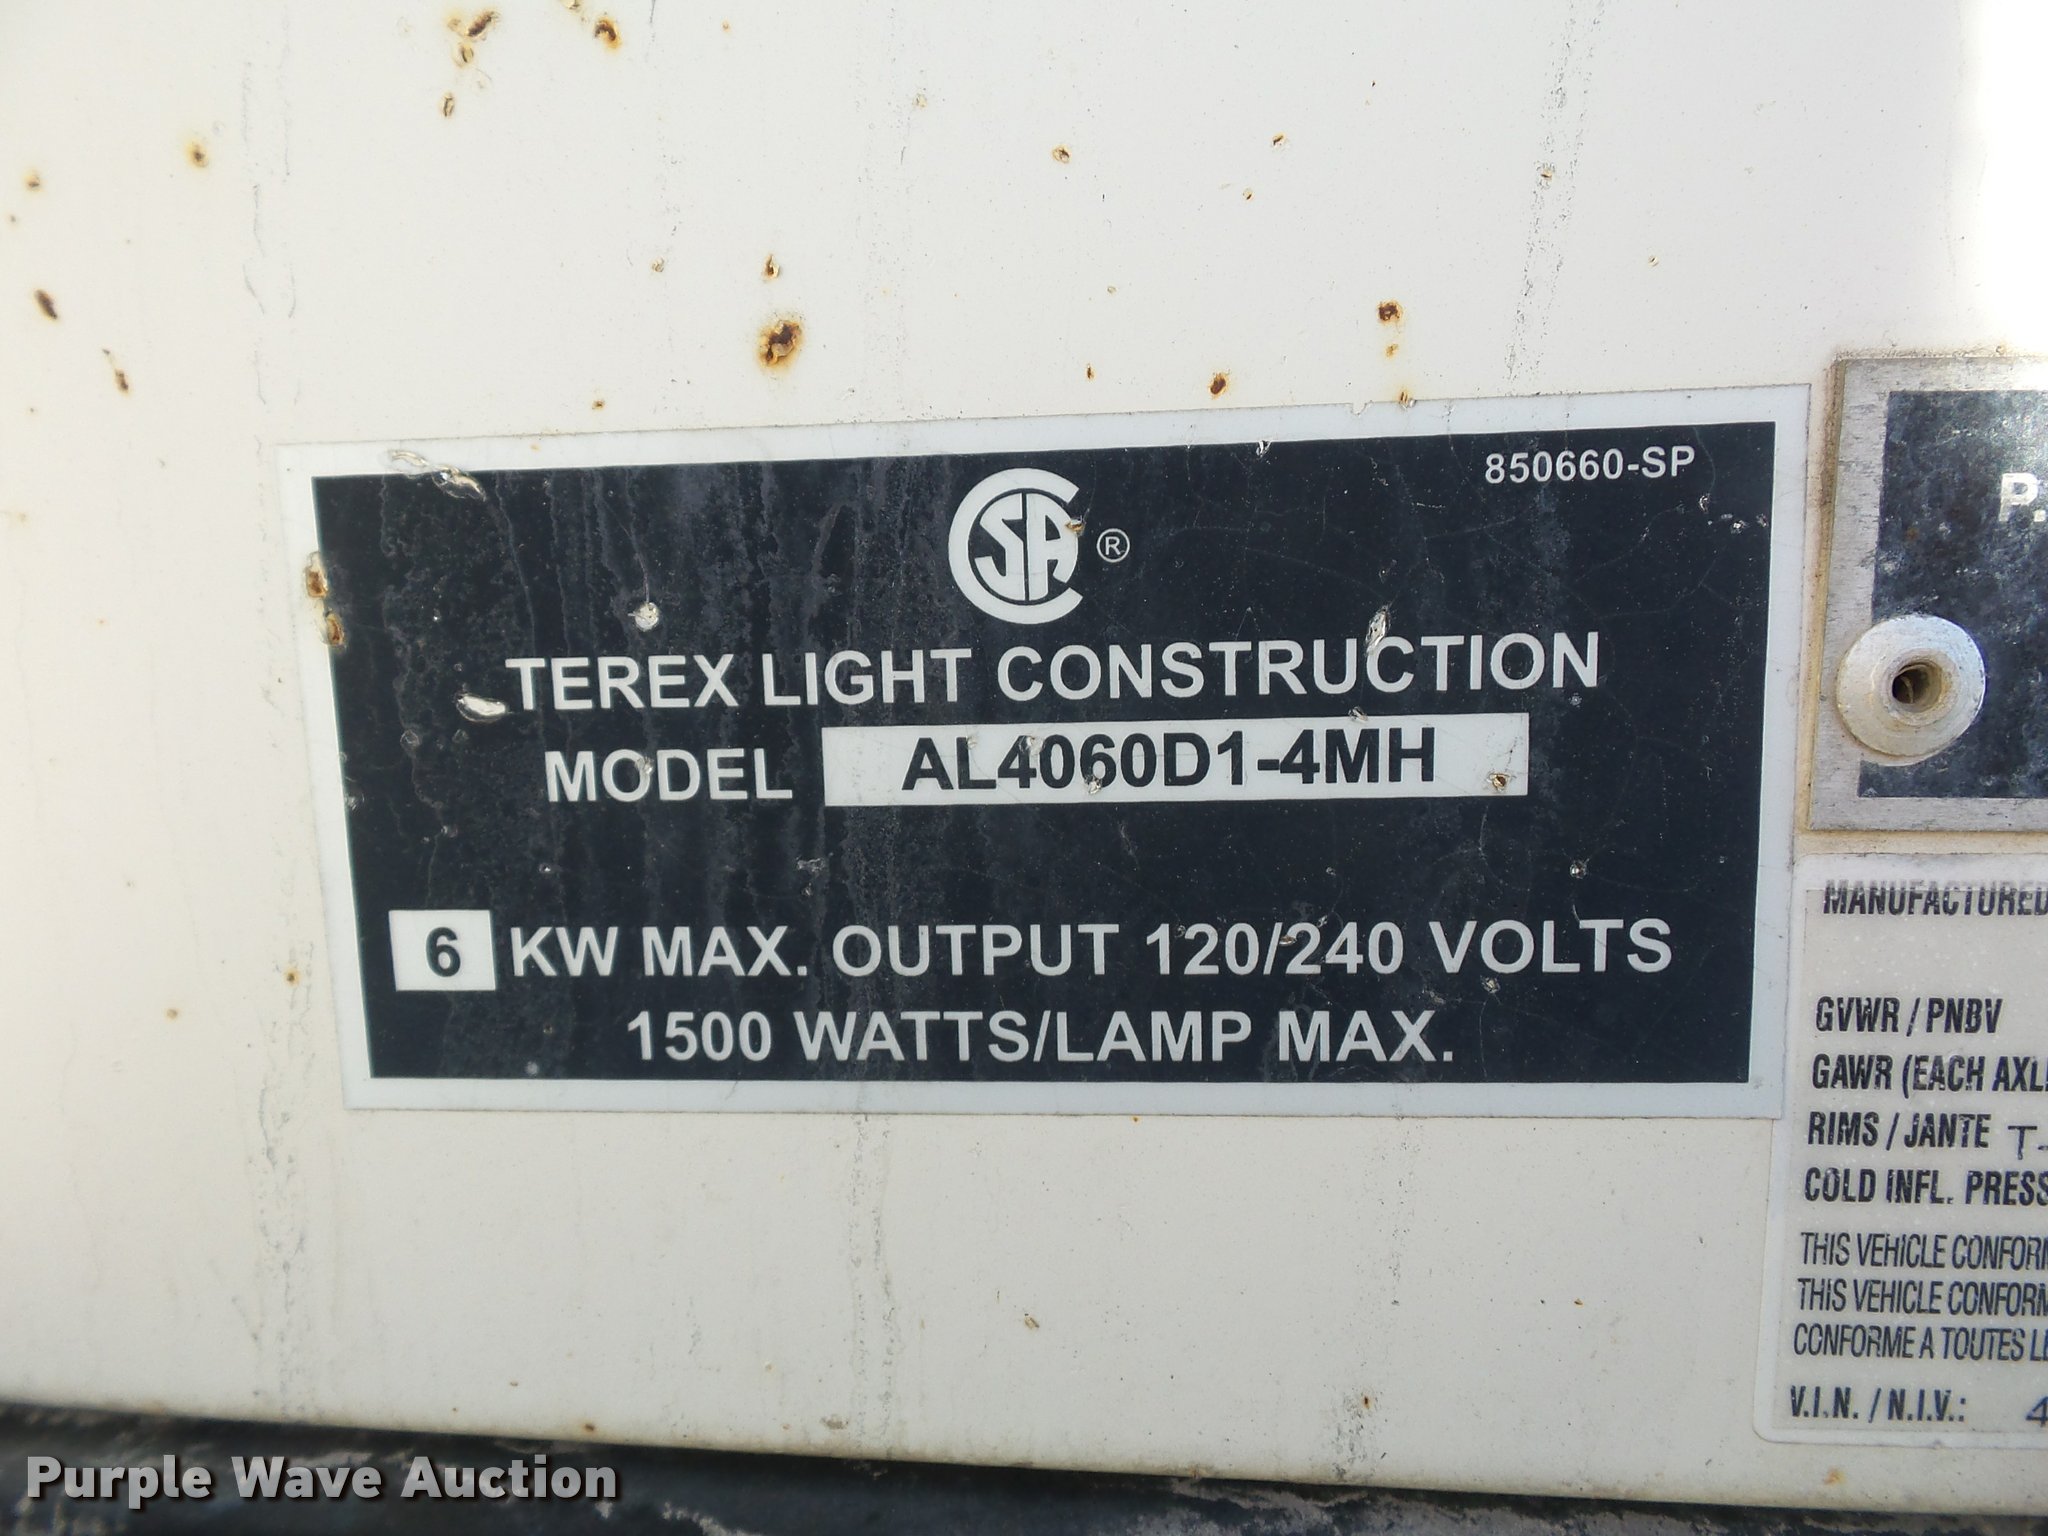 850660-SP
CSA ®
TEREX LIGHT CONSTRUCTION
MODEL AL4060D1-4MH
6 KW MAX. OUTPUT 120/240 VOLTS
1500 WATTS/LAMP MAX.
P.
MANUFACTURED
GVWR / PNBV
GAWR (EACH AXL
RIMS / JANTE T-
COLD INFL. PRESS
THIS VEHICLE CONFORM
THIS VEHICLE CONFORM
CONFORME A TOUTES LE
V.I.N. / N.I.V.: 4
Purple Wave Auction